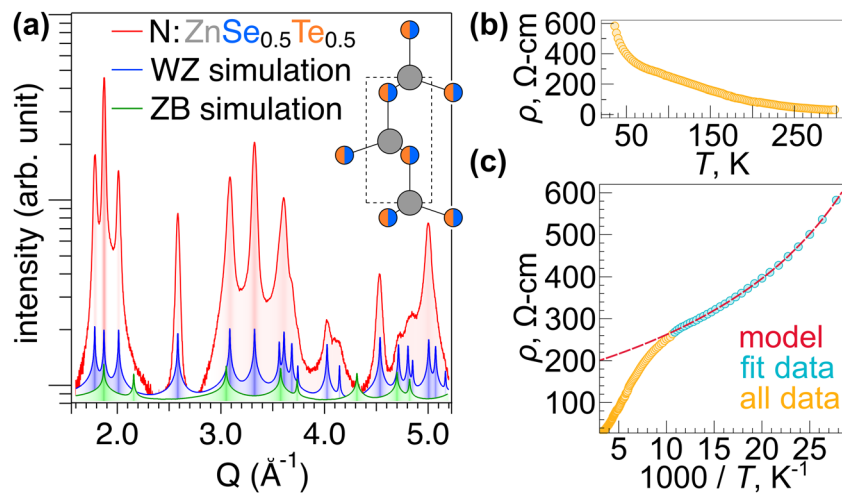 (a)
N: ZnSe0.5Te0.5
WZ simulation
ZB simulation
intensity (arb. unit)
2.0 3.0 4.0 5.0
Q (Å-1)
(b)
ρ, Ω-cm
600
400
200
0
50 150 250
T, K
(c)
ρ, Ω-cm
600
500
400
300
200
100
model
fit data
all data
5 10 15 20 25
1000 / T, K-1